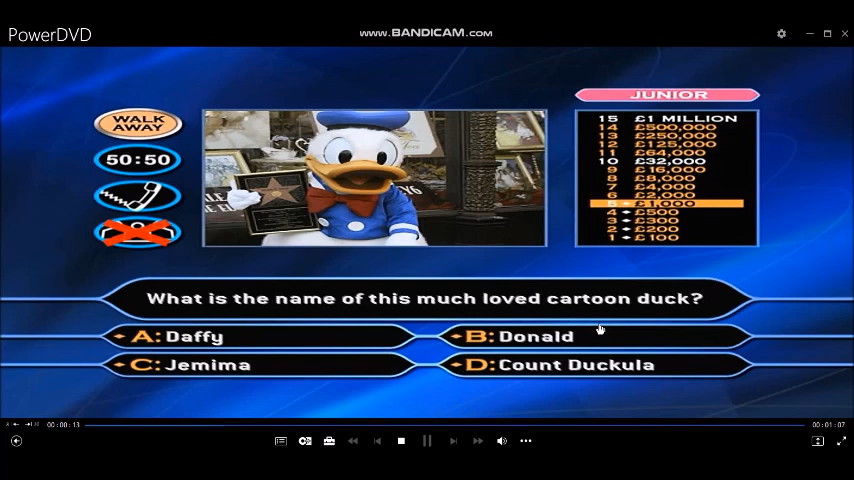 PowerDVD
www.BANDICAM.com
JUNIOR
WALK
AWAY
50:50
15 £1 MILLION
14 £500,000
13 £250,000
12 £125,000
11 £64,000
10 £32,000
9 £16,000
8 £8,000
7 £4,000
6 £2,000
5 £1,000
4 £500
3 £300
2 £200
1 £100
What is the name of this much loved cartoon duck?
A: Daffy
B: Donald
C: Jemima
D: Count Duckula
00:00:13
00:01:07